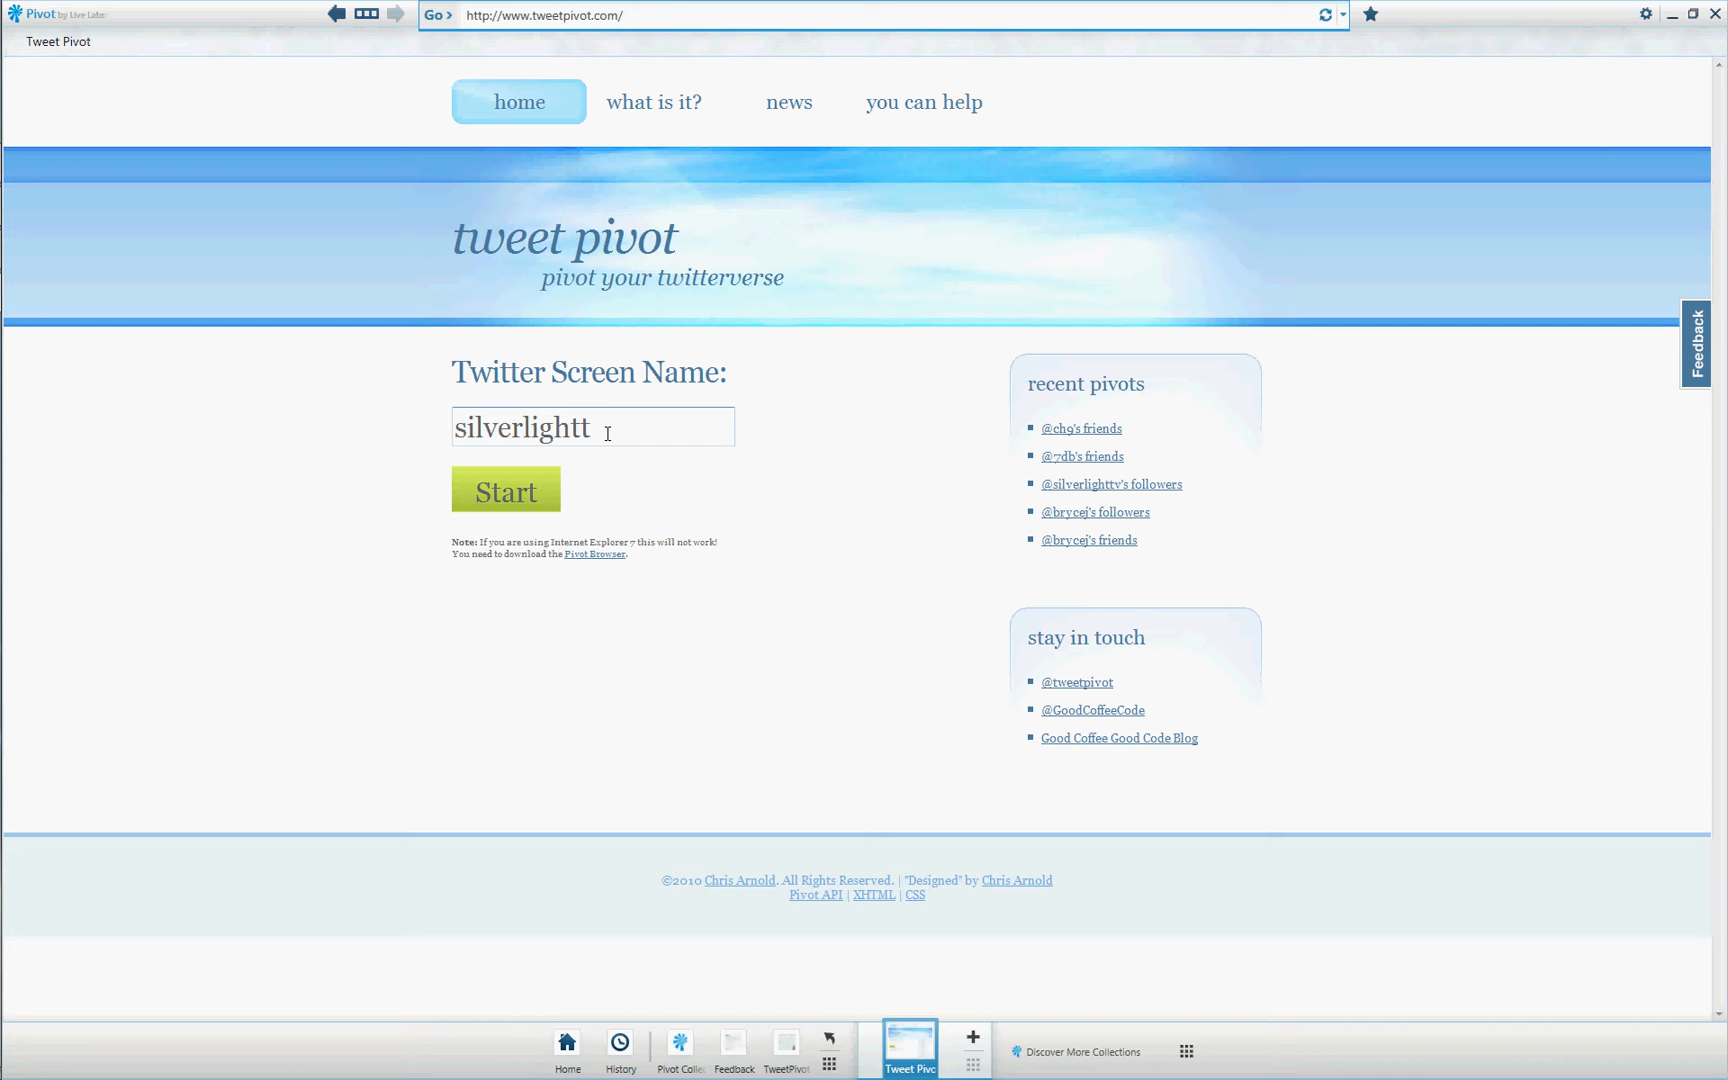 Pivot by Live Labs
Go > http://www.tweetpivot.com/
Tweet Pivot
home what is it? news you can help
tweet pivot
pivot your twitterverse
Feedback
Twitter Screen Name:
silverlightt
Start
Note: If you are using Internet Explorer 7 this will not work!
You need to download the Pivot Browser.
recent pivots
@ch9's friends
@7db's friends
@silverlighttv's followers
@brycej's followers
@brycej's friends
stay in touch
@tweetpivot
@GoodCoffeeCode
Good Coffee Good Code Blog
©2010 Chris Arnold. All Rights Reserved. | "Designed" by Chris Arnold
Pivot API | XHTML | CSS
Home History Pivot Colle Feedback TweetPivot Tweet Pivc Discover More Collections